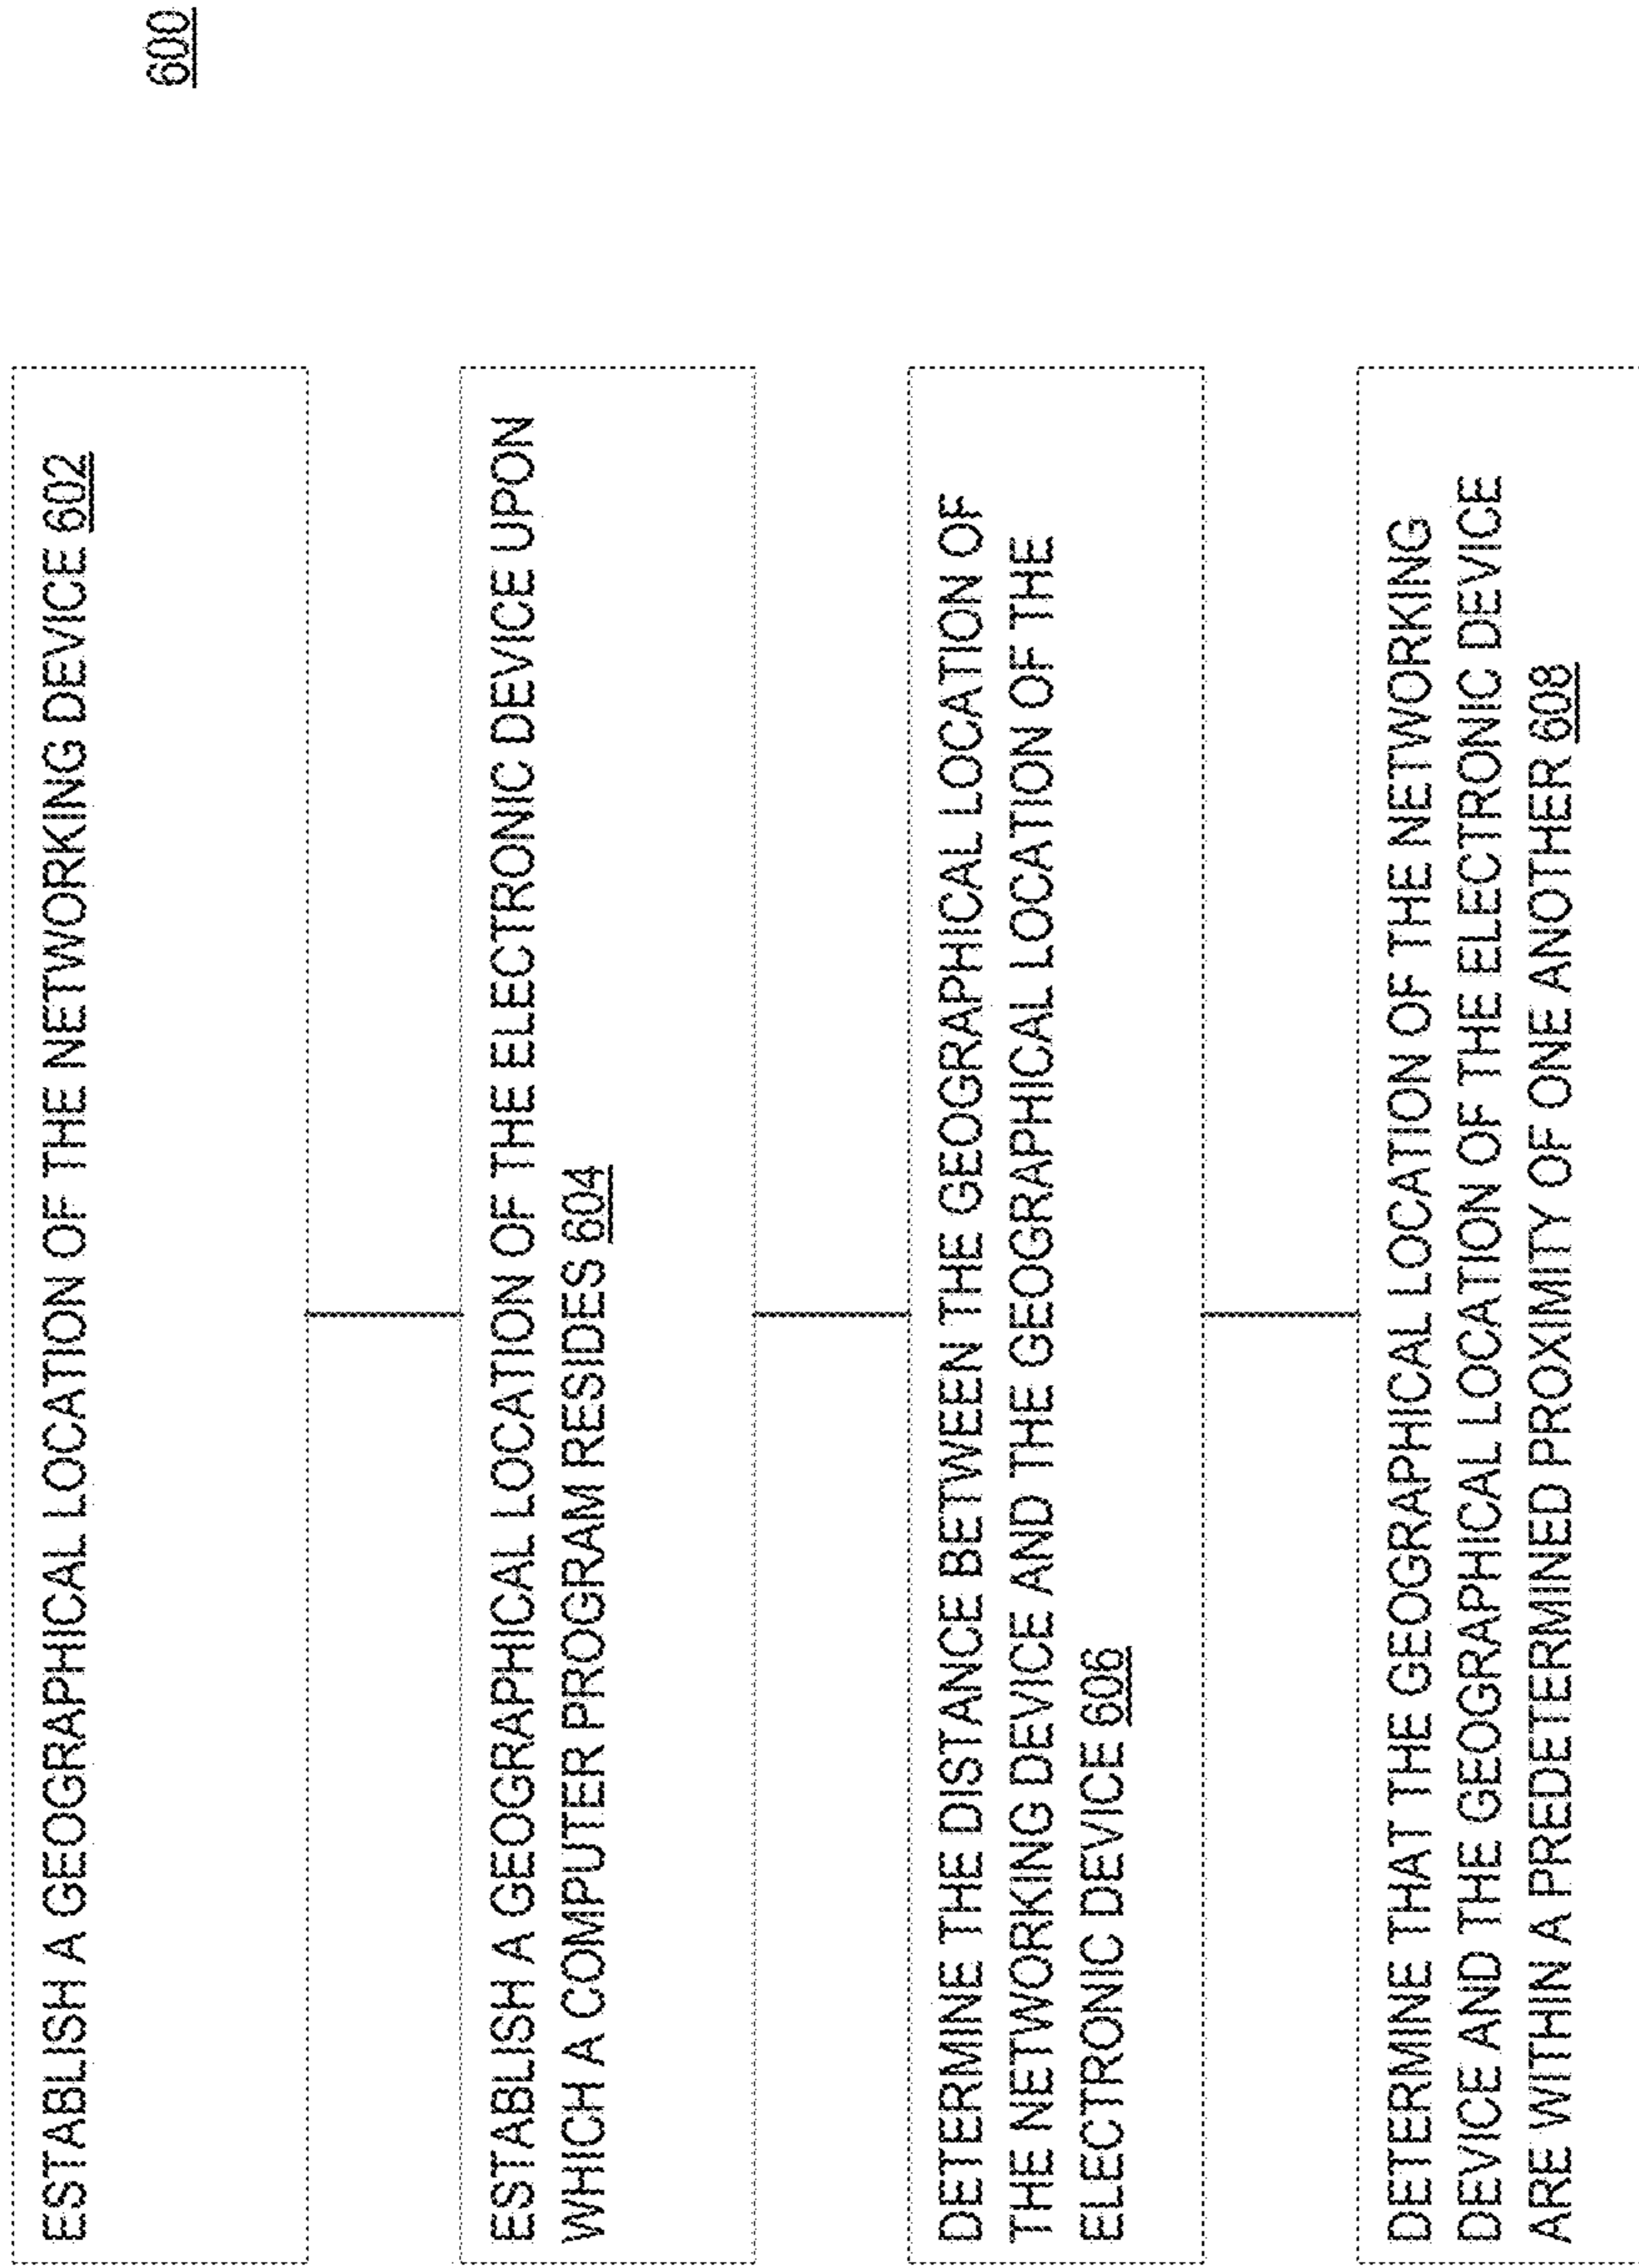 600
ESTABLISH A GEOGRAPHICAL LOCATION OF THE NETWORKING DEVICE 602
ESTABLISH A GEOGRAPHICAL LOCATION OF THE ELECTRONIC DEVICE UPON
WHICH A COMPUTER PROGRAM RESIDES 604
DETERMINE THE DISTANCE BETWEEN THE GEOGRAPHICAL LOCATION OF
THE NETWORKING DEVICE AND THE GEOGRAPHICAL LOCATION OF THE
ELECTRONIC DEVICE 606
DETERMINE THAT THE GEOGRAPHICAL LOCATION OF THE NETWORKING
DEVICE AND THE GEOGRAPHICAL LOCATION OF THE ELECTRONIC DEVICE
ARE WITHIN A PREDETERMINED PROXIMITY OF ONE ANOTHER 608